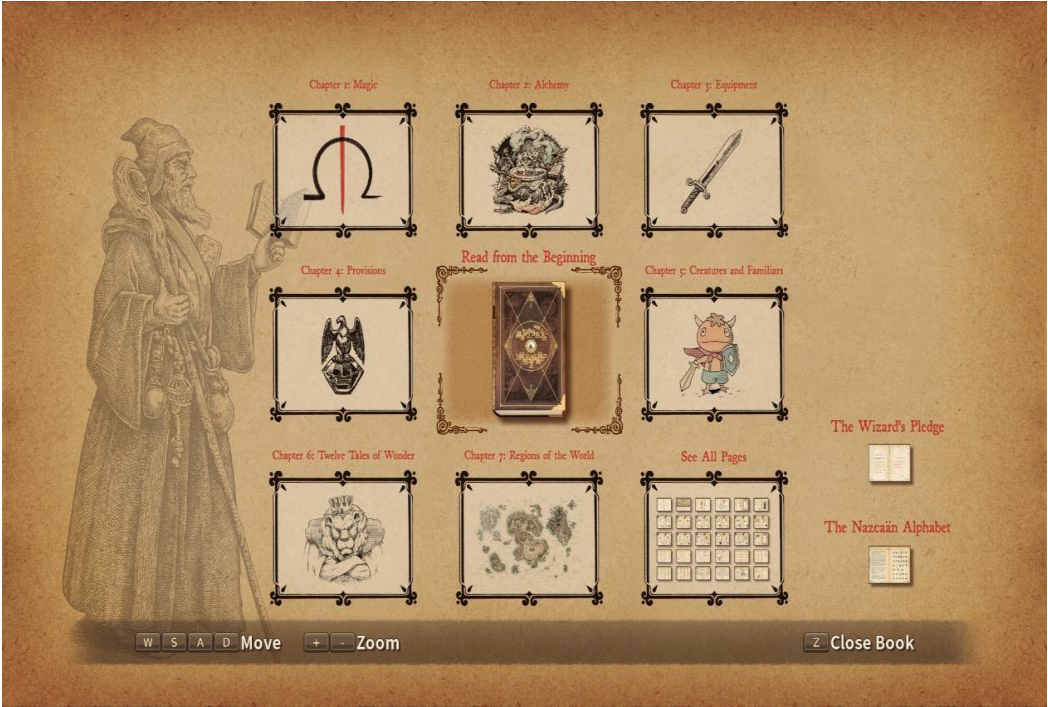 Chapter 1: Magic
Chapter 2: Alchemy
Chapter 3: Equipment
Read from the Beginning
Chapter 4: Provisions
Chapter 5: Creatures and Familiars
The Wizard's Pledge
Chapter 6: Twelve Tales of Wonder
Chapter 7: Regions of the World
See All Pages
The Nazcaän Alphabet
W S A D Move
+ - Zoom
Z Close Book